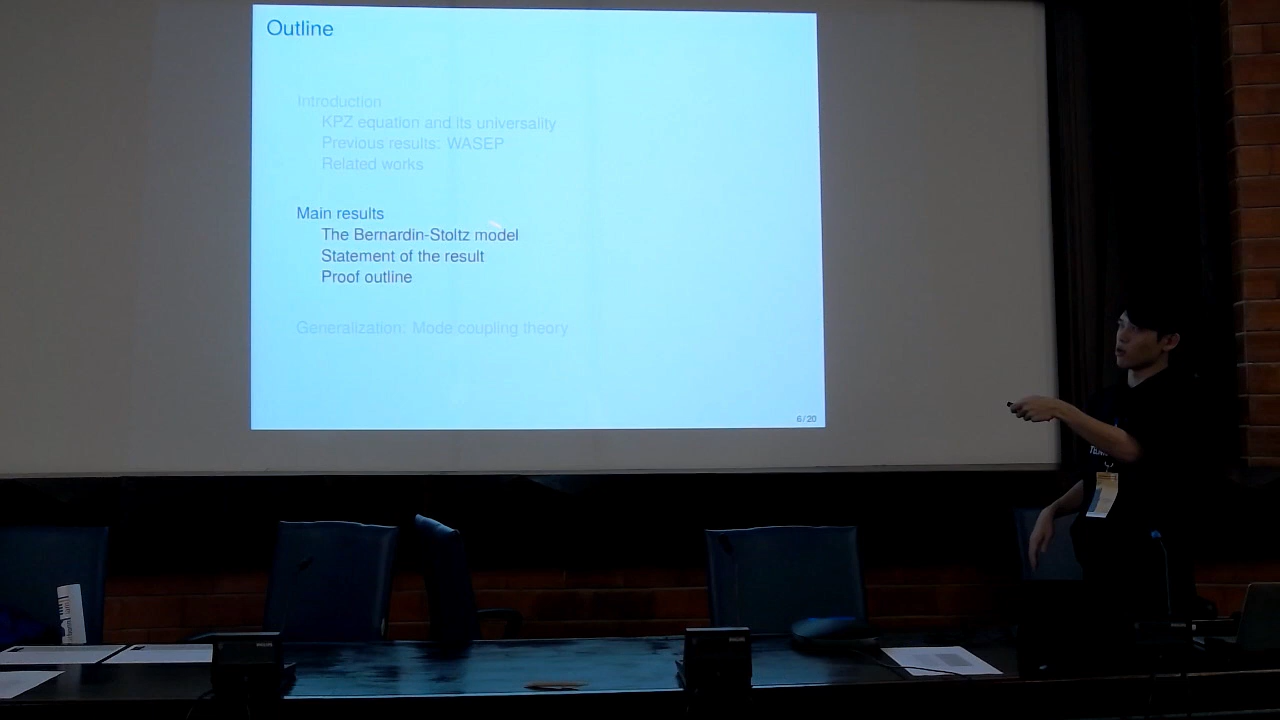 Outline
Introduction
KPZ equation and its universality
Previous results: WASEP
Related works
Main results
The Bernardin-Stoltz model
Statement of the result
Proof outline
Generalization: Mode coupling theory
6/20